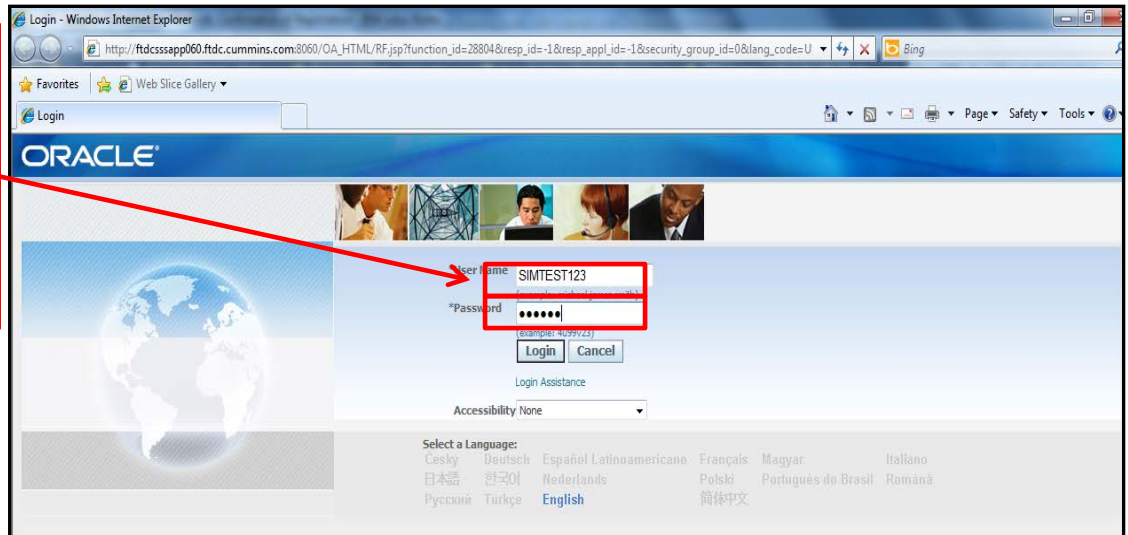 Login - Windows Internet Explorer
http://ftdcsssapp060.ftdc.cummins.com:8060/OA_HTML/RF.jsp?function_id=28804&resp_id=-1&resp_appl_id=-1&security_group_id=0&lang_code=U
Bing
Favorites Web Slice Gallery
Login Page Safety Tools
ORACLE
User Name SIMTEST123
*Password ••••••
(example: 4u99v23)
Login Cancel
Login Assistance
Accessibility None
Select a Language:
Česky Deutsch Español Latinoamericano Français Magyar Italiano
日本語 한국어 Nederlands Polski Português do Brasil Română
Русский Türkçe English 简体中文